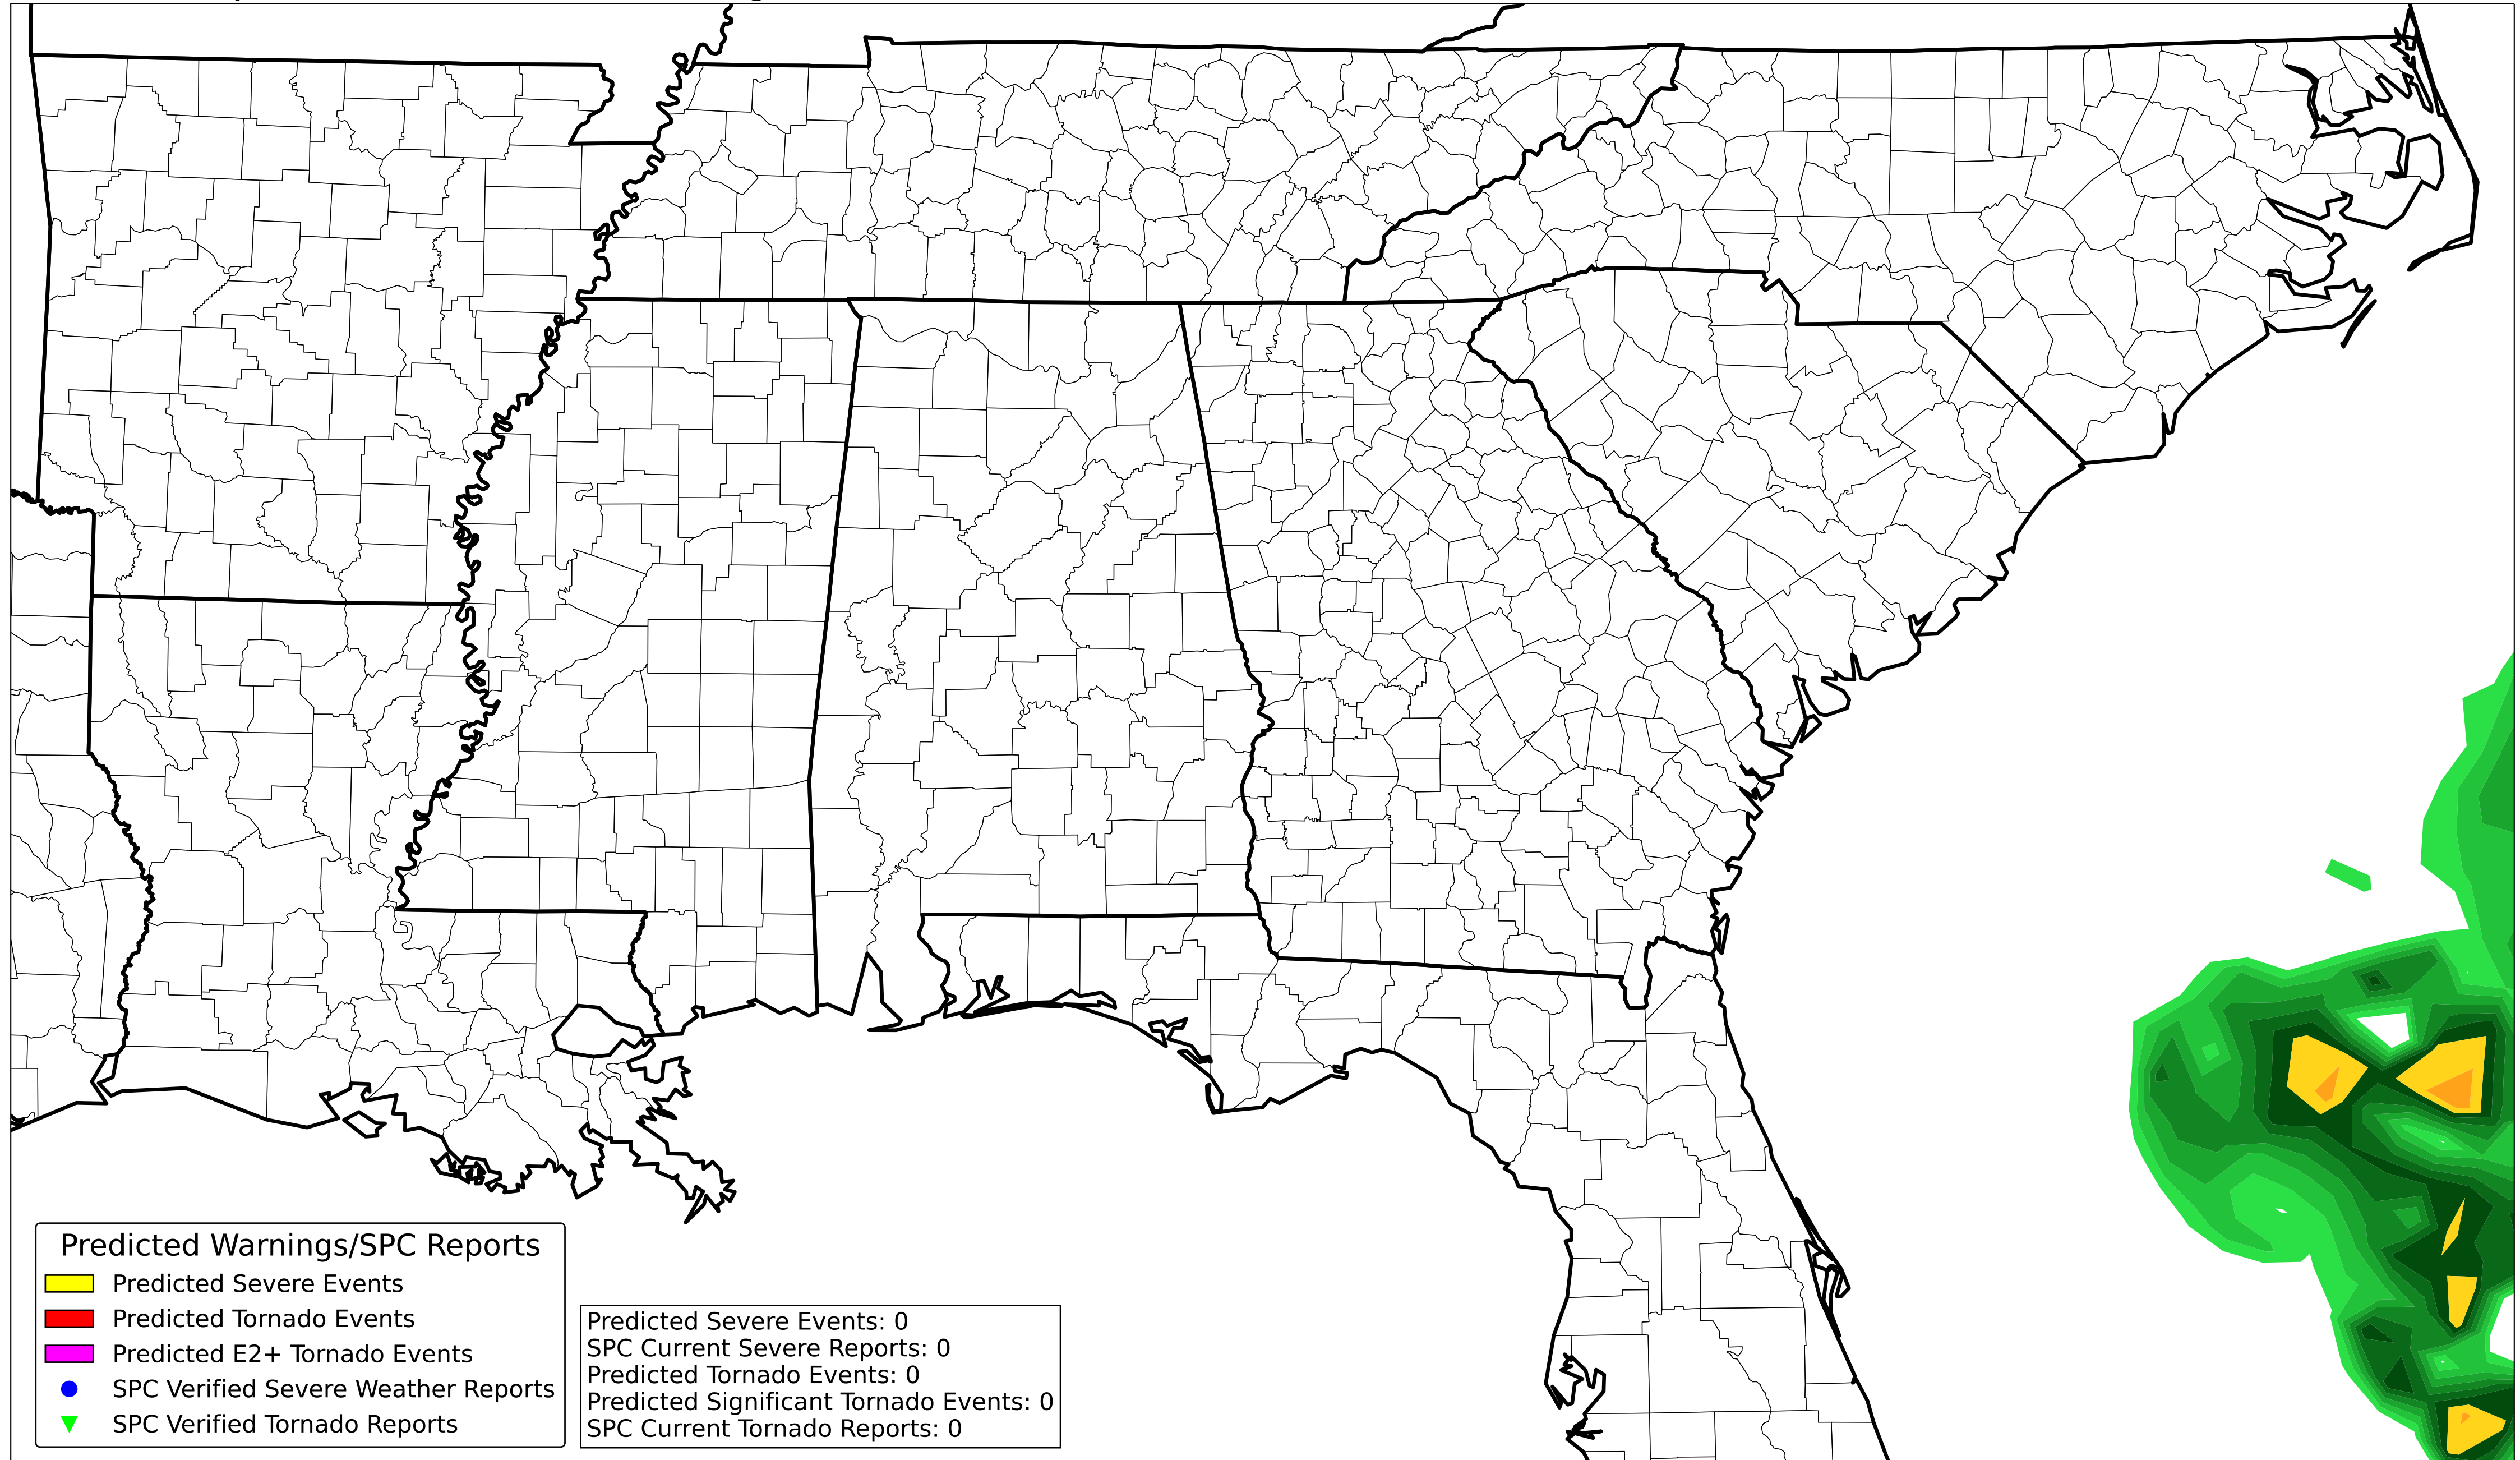 Predicted Warnings/SPC Reports
Predicted Severe Events
Predicted Tornado Events
Predicted E2+ Tornado Events
SPC Verified Severe Weather Reports
SPC Verified Tornado Reports
Predicted Severe Events: 0
SPC Current Severe Reports: 0
Predicted Tornado Events: 0
Predicted Significant Tornado Events: 0
SPC Current Tornado Reports: 0